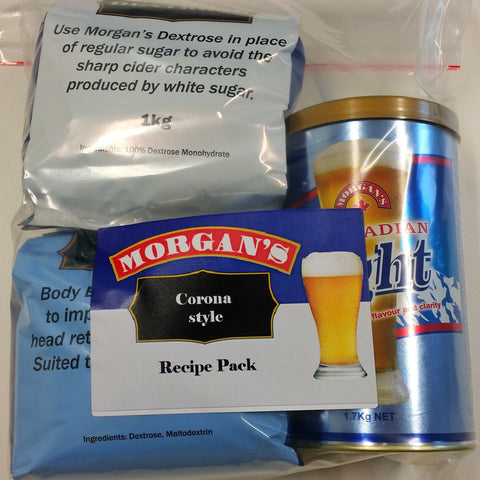 Use Morgan's Dextrose in place
of regular sugar to avoid the
sharp cider characters
produced by white sugar.
1kg
Ingredients: 100% Dextrose Monohydrate
MORGAN'S
Corona
style
Recipe Pack
Body
to imp
head ret
Suited t
Ingredients: Dextrose, Maltodextrin
MORGAN'S
ADIAN
ght
flavour and clarity
1.7Kg NET